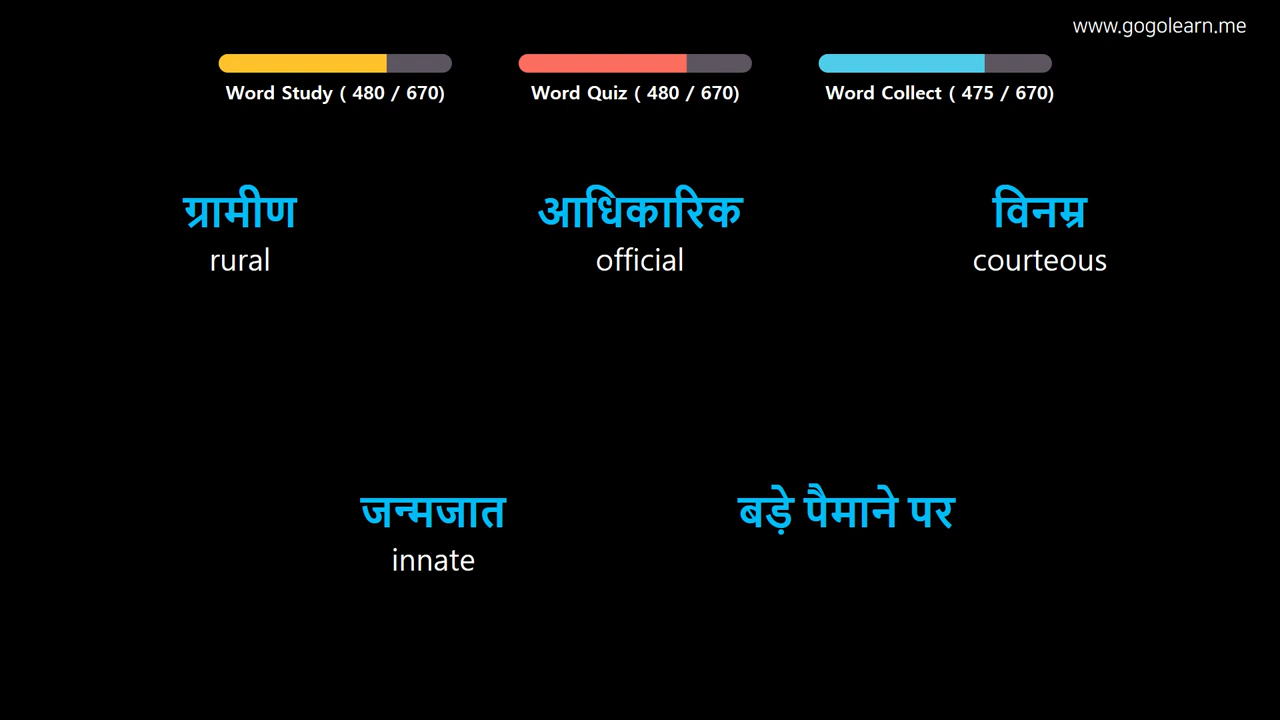 www.gogolearn.me
Word Study ( 480 / 670)
Word Quiz ( 480 / 670)
Word Collect ( 475 / 670)
ग्रामीण
rural
आधिकारिक
official
विनम्र
courteous
जन्मजात
innate
बड़े पैमाने पर